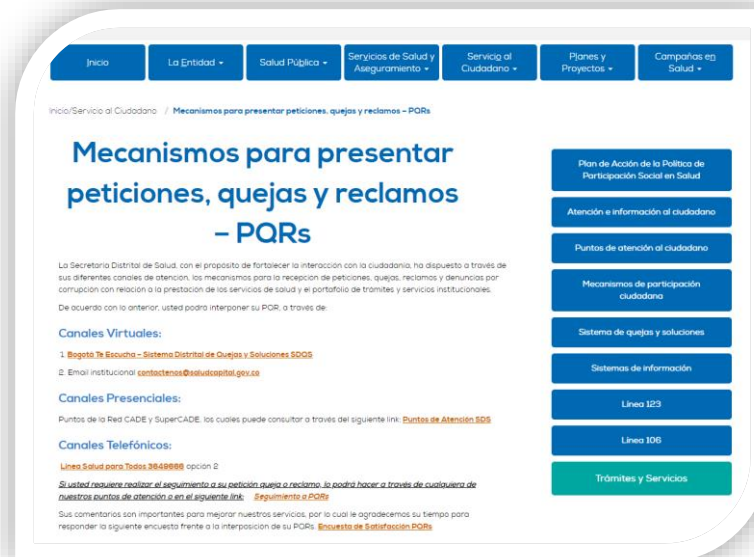 Inicio
La Entidad
Salud Pública
Servicios de Salud y
Aseguramiento
Servicio al
Ciudadano
Planes y
Proyectos
Campañas en
Salud
Inicio/Servicio al Ciudadano / Mecanismos para presentar peticiones, quejas y reclamos – PQRs
Mecanismos para presentar
peticiones, quejas y reclamos
– PQRs
La Secretaría Distrital de Salud, con el propósito de fortalecer la interacción con la ciudadanía, ha dispuesto a través de
sus diferentes canales de atención, los mecanismos para la recepción de peticiones, quejas, reclamos y denuncias por
corrupción con relación a la prestación de los servicios de salud y el portafolio de trámites y servicios institucionales.
De acuerdo con lo anterior, usted podrá interponer su PQR, a través de:
Canales Virtuales:
1. Bogotá Te Escucha – Sistema Distrital de Quejas y Soluciones SDQS
2. Email institucional contactenos@saludcapital.gov.co
Canales Presenciales:
Puntos de la Red CADE y SuperCADE, los cuales puede consultar a través del siguiente link: Puntos de Atención SDS
Canales Telefónicos:
Línea Salud para Todos 3649666 opción 2
Si usted requiere realizar el seguimiento a su petición queja o reclamo, lo podrá hacer a través de cualquiera de
nuestros puntos de atención o en el siguiente link: Seguimiento a PQRs
Sus comentarios son importantes para mejorar nuestros servicios, por lo cual le agradecemos su tiempo para
responder la siguiente encuesta frente a la interposición de su PQRs. Encuesta de Satisfacción PQRs
Plan de Acción de la Política de
Participación Social en Salud
Atención e información al ciudadano
Puntos de atención al ciudadano
Mecanismos de participación
ciudadana
Sistema de quejas y soluciones
Sistemas de información
Línea 123
Línea 106
Trámites y Servicios